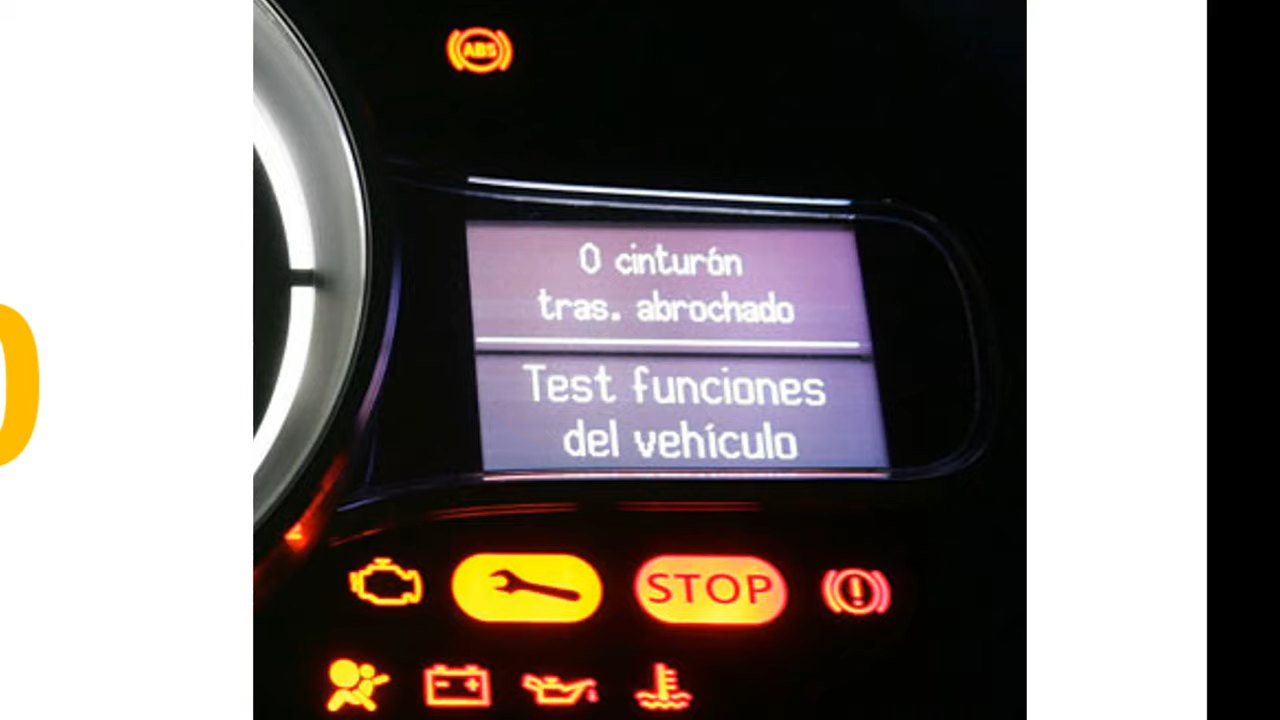 ABS
0 cinturón
tras. abrochado
Test funciones
del vehículo
STOP